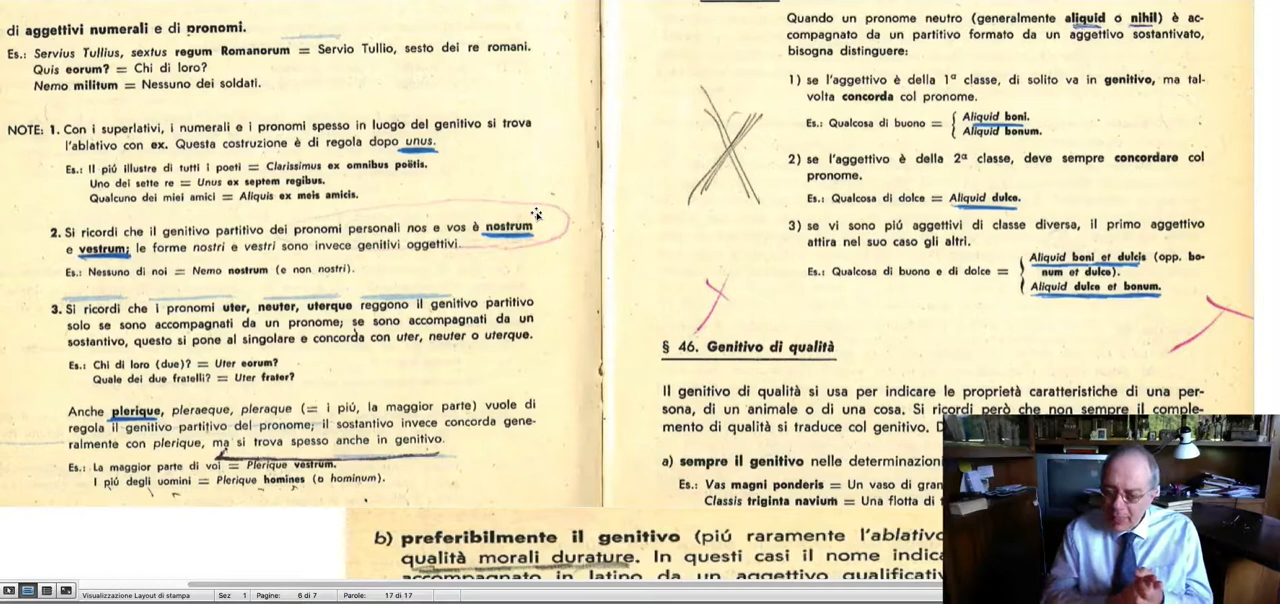 di aggettivi numerali e di pronomi.
Es.: Servius Tullius, sextus regum Romanorum = Servio Tullio, sesto dei re romani.
Quis eorum? = Chi di loro?
Nemo militum = Nessuno dei soldati.
NOTE: 1. Con i superlativi, i numerali e i pronomi spesso in luogo del genitivo si trova
l'ablativo con ex. Questa costruzione è di regola dopo unus.
Es.: Il piú illustre di tutti i poeti = Clarissimus ex omnibus poëtis.
Uno dei sette re = Unus ex septem regibus.
Qualcuno dei miei amici = Aliquis ex meis amicis.
2. Si ricordi che il genitivo partitivo dei pronomi personali nos e vos è nostrum
e vestrum; le forme nostri e vestri sono invece genitivi oggettivi.
Es.: Nessuno di noi = Nemo nostrum (e non nostri).
3. Si ricordi che i pronomi uter, neuter, uterque reggono il genitivo partitivo
solo se sono accompagnati da un pronome; se sono accompagnati da un
sostantivo, questo si pone al singolare e concorda con uter, neuter o uterque.
Es.: Chi di loro (due)? = Uter eorum?
Quale dei due fratelli? = Uter frater?
Anche plerique, pleraeque, pleraque (= i piú, la maggior parte) vuole di
regola il genitivo partitivo del pronome; il sostantivo invece concorda gene-
ralmente con plerique, ma si trova spesso anche in genitivo.
Es.: La maggior parte di voi = Plerique vestrum.
I piú degli uomini = Plerique homines (o hominum).
Quando un pronome neutro (generalmente aliquid o nihil) è ac-
compagnato da un partitivo formato da un aggettivo sostantivato,
bisogna distinguere:
1) se l'aggettivo è della 1ª classe, di solito va in genitivo, ma tal-
volta concorda col pronome.
Es.: Qualcosa di buono = { Aliquid boni.
Aliquid bonum.
2) se l'aggettivo è della 2ª classe, deve sempre concordare col
pronome.
Es.: Qualcosa di dolce = Aliquid dulce.
3) se vi sono piú aggettivi di classe diversa, il primo aggettivo
attira nel suo caso gli altri.
Es.: Qualcosa di buono e di dolce = { Aliquid boni et dulcis (opp. bo-
num et dulce).
Aliquid dulce et bonum.
§ 46. Genitivo di qualità
Il genitivo di qualità si usa per indicare le proprietà caratteristiche di una per-
sona, di un animale o di una cosa. Si ricordi però che non sempre il comple-
mento di qualità si traduce col genitivo. D
a) sempre il genitivo nelle determinazioni
Es.: Vas magni ponderis = Un vaso di gran
Classis triginta navium = Una flotta di
b) preferibilmente il genitivo (piú raramente l'ablativo
qualità morali durature. In questi casi il nome indica
accompagnato in latino da un aggettivo qualificativ
Visualizzazione Layout di stampa Sez 1 Pagine: 6 di 7 Parole: 17 di 17